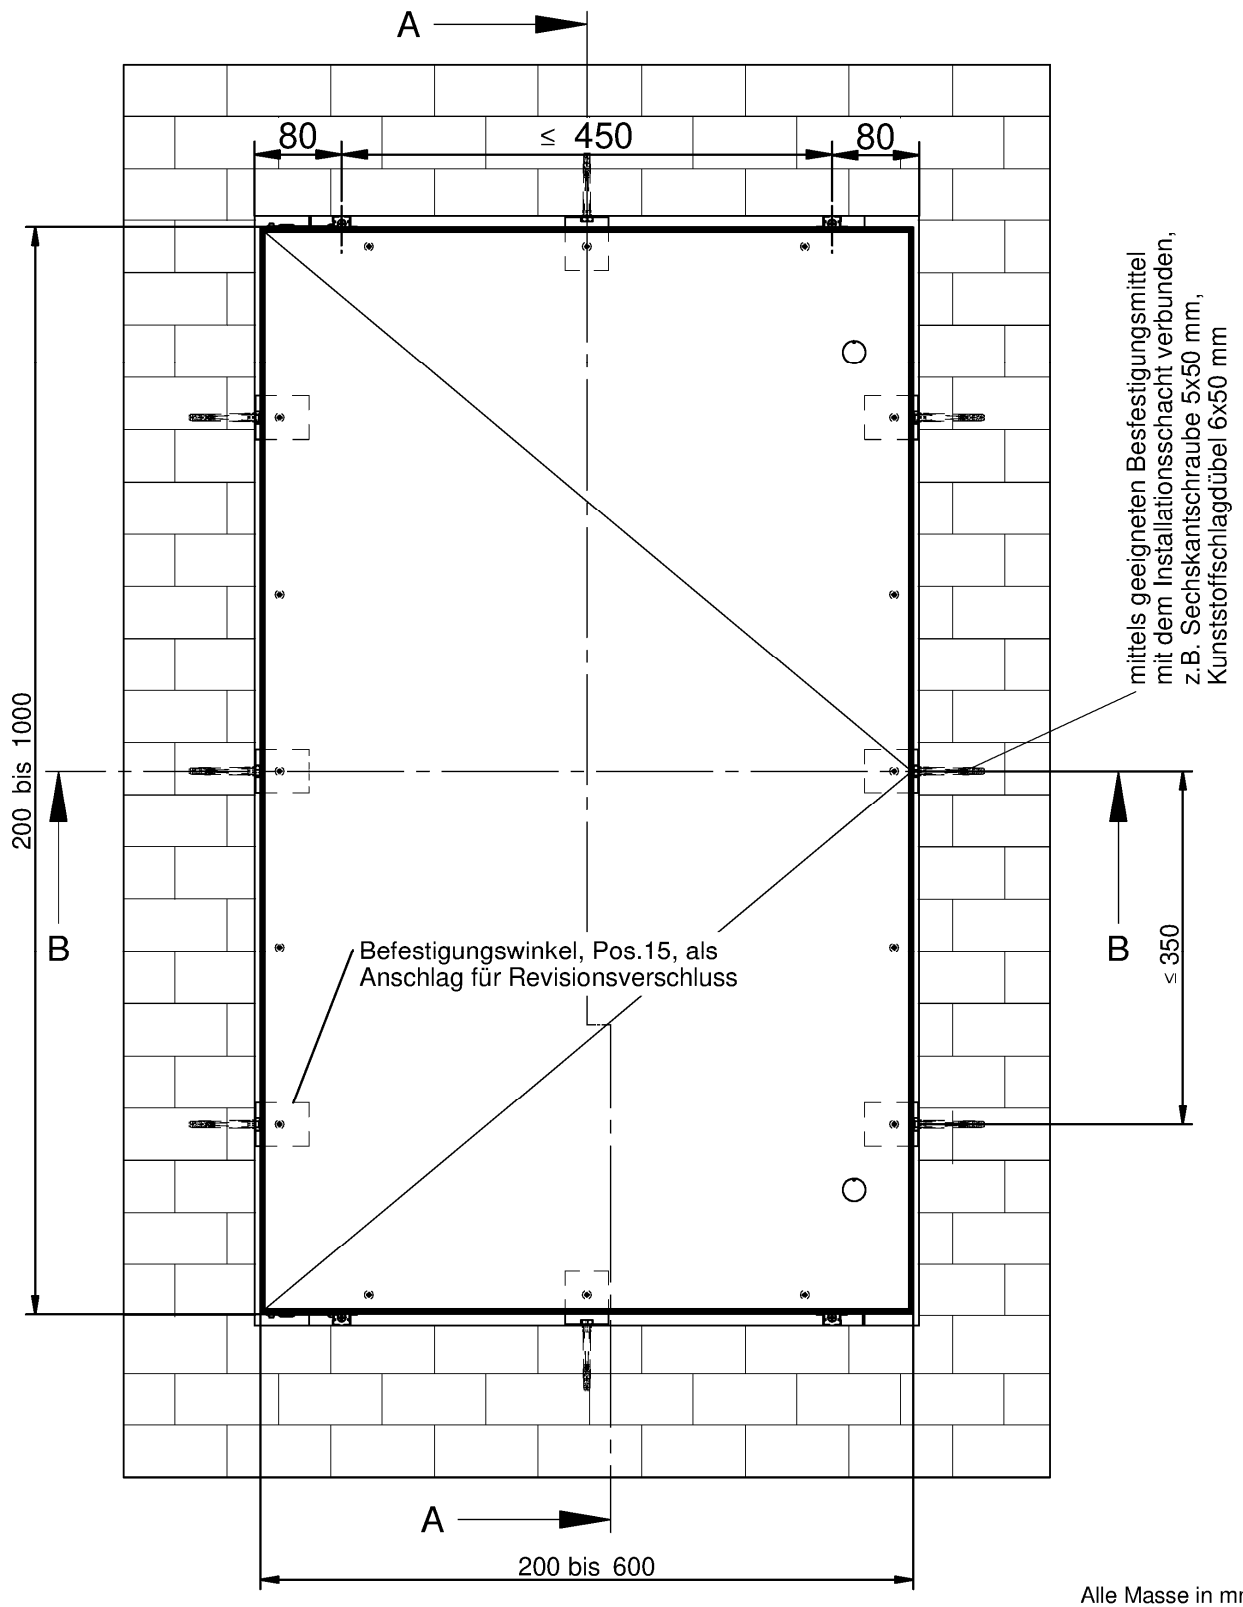 A
80
≤ 450
80
mittels geeigneten Besfestigungsmittel
mit dem Installationsschacht verbunden,
z.B. Sechskantschraube 5x50 mm,
Kunststoffschlagdübel 6x50 mm
200 bis 1000
B
B
≤ 350
Befestigungswinkel, Pos.15, als
Anschlag für Revisionsverschluss
A
200 bis 600
Alle Masse in